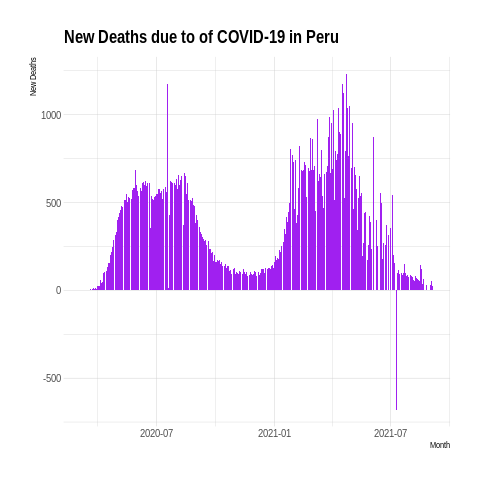 New Deaths due to of COVID-19 in Peru
New Deaths
1000
500
0
-500
2020-07
2021-01
2021-07
Month